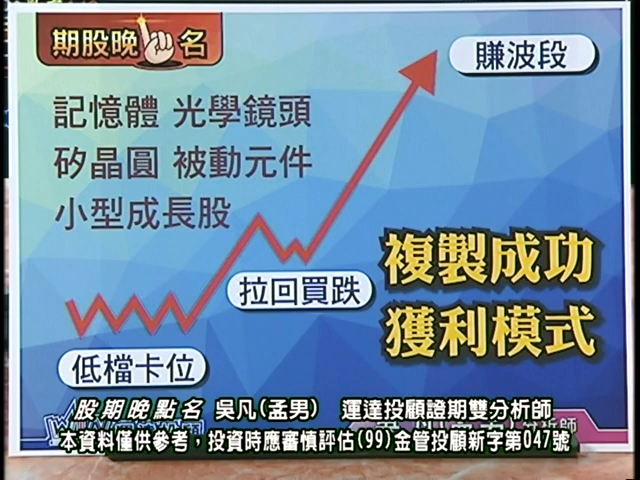 期股晚 名
賺波段
記憶體 光學鏡頭
矽晶圓 被動元件
小型成長股
複製成功
獲利模式
拉回買跌
低檔卡位
股期晚點名 吳凡(孟男) 運達投顧證期雙分析師
本資料僅供參考，投資時應審慎評估(99)金管投顧新字第047號